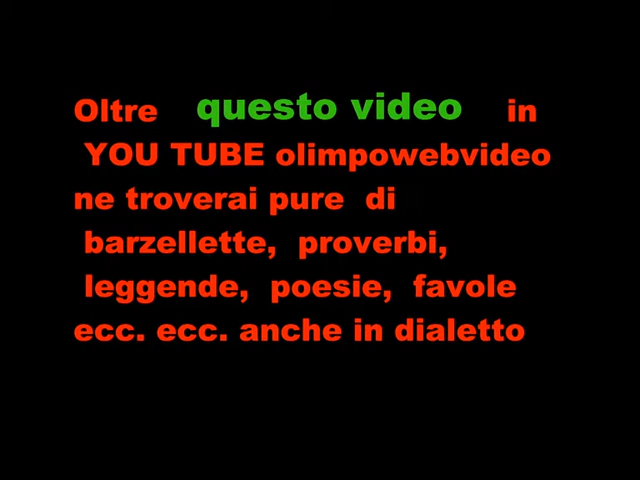 Oltre questo video in
YOU TUBE olimpowebvideo
ne troverai pure di
barzellette, proverbi,
leggende, poesie, favole
ecc. ecc. anche in dialetto